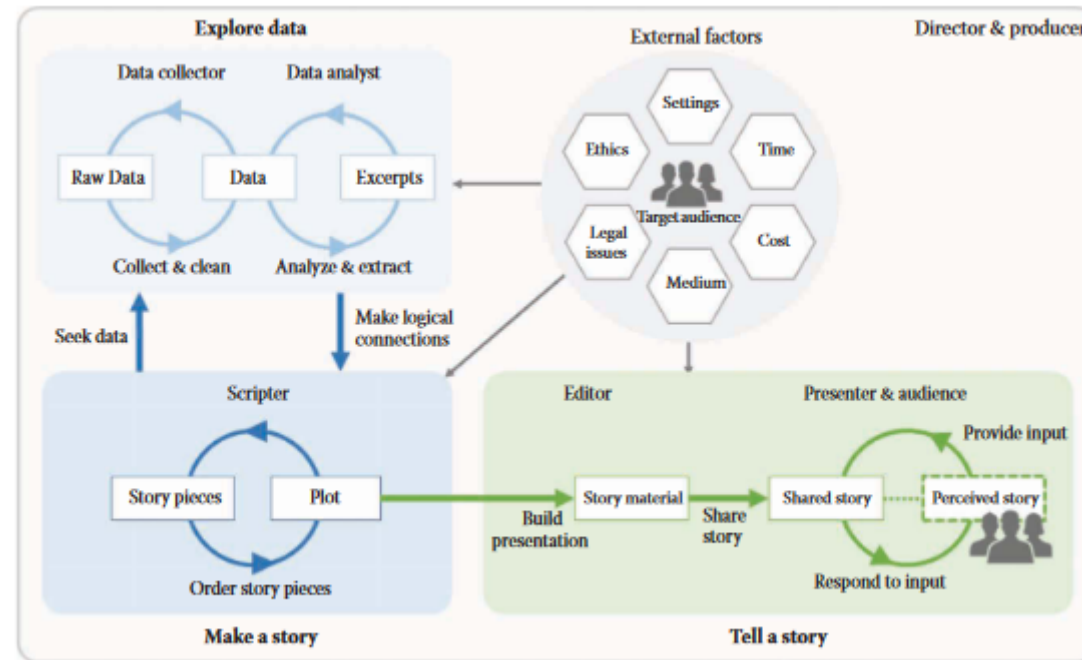 Explore data
External factors
Director & producer
Data collector
Data analyst
Raw Data
Data
Excerpts
Collect & clean
Analyze & extract
Settings
Ethics
Time
Target audience
Legal
issues
Cost
Medium
Seek data
Make logical
connections
Scripter
Story pieces
Plot
Order story pieces
Make a story
Build
presentation
Editor
Presenter & audience
Story material
Share
story
Shared story
Perceived story
Provide input
Respond to input
Tell a story